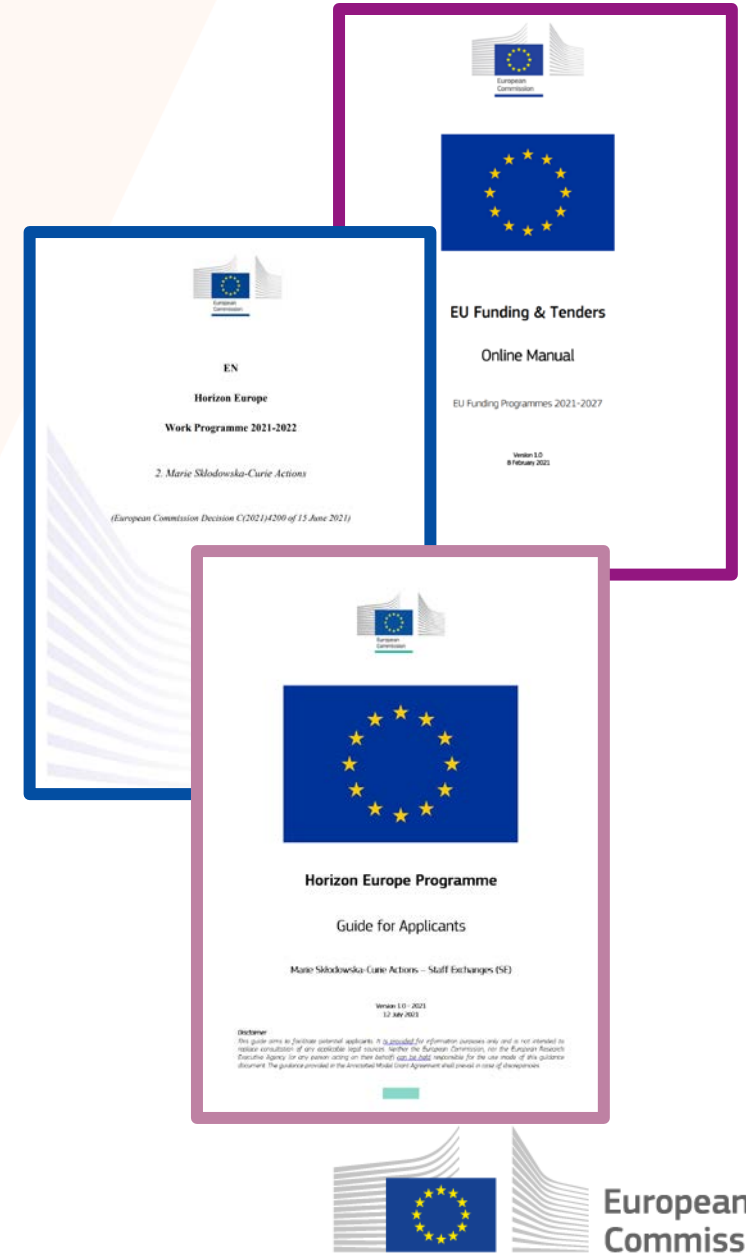 European
Commission
EU Funding & Tenders
Online Manual
EU Funding Programmes 2021-2027
Version 1.0
8 February 2021
European
Commission
EN
Horizon Europe
Work Programme 2021-2022
2. Marie Skłodowska-Curie Actions
(European Commission Decision C(2021)4200 of 15 June 2021)
European
Commission
Horizon Europe Programme
Guide for Applicants
Marie Skłodowska-Curie Actions – Staff Exchanges (SE)
Version 1.0 - 2021
12 July 2021
Disclaimer
This guide aims to facilitate potential applicants. It is provided for information purposes only and is not intended to
replace consultation of any applicable legal sources. Neither the European Commission, nor the European Research
Executive Agency (or any person acting on their behalf) can be held responsible for the use made of this guidance
document. The guidance provided in the Annotated Model Grant Agreement shall prevail in case of discrepancies.
European
Commiss